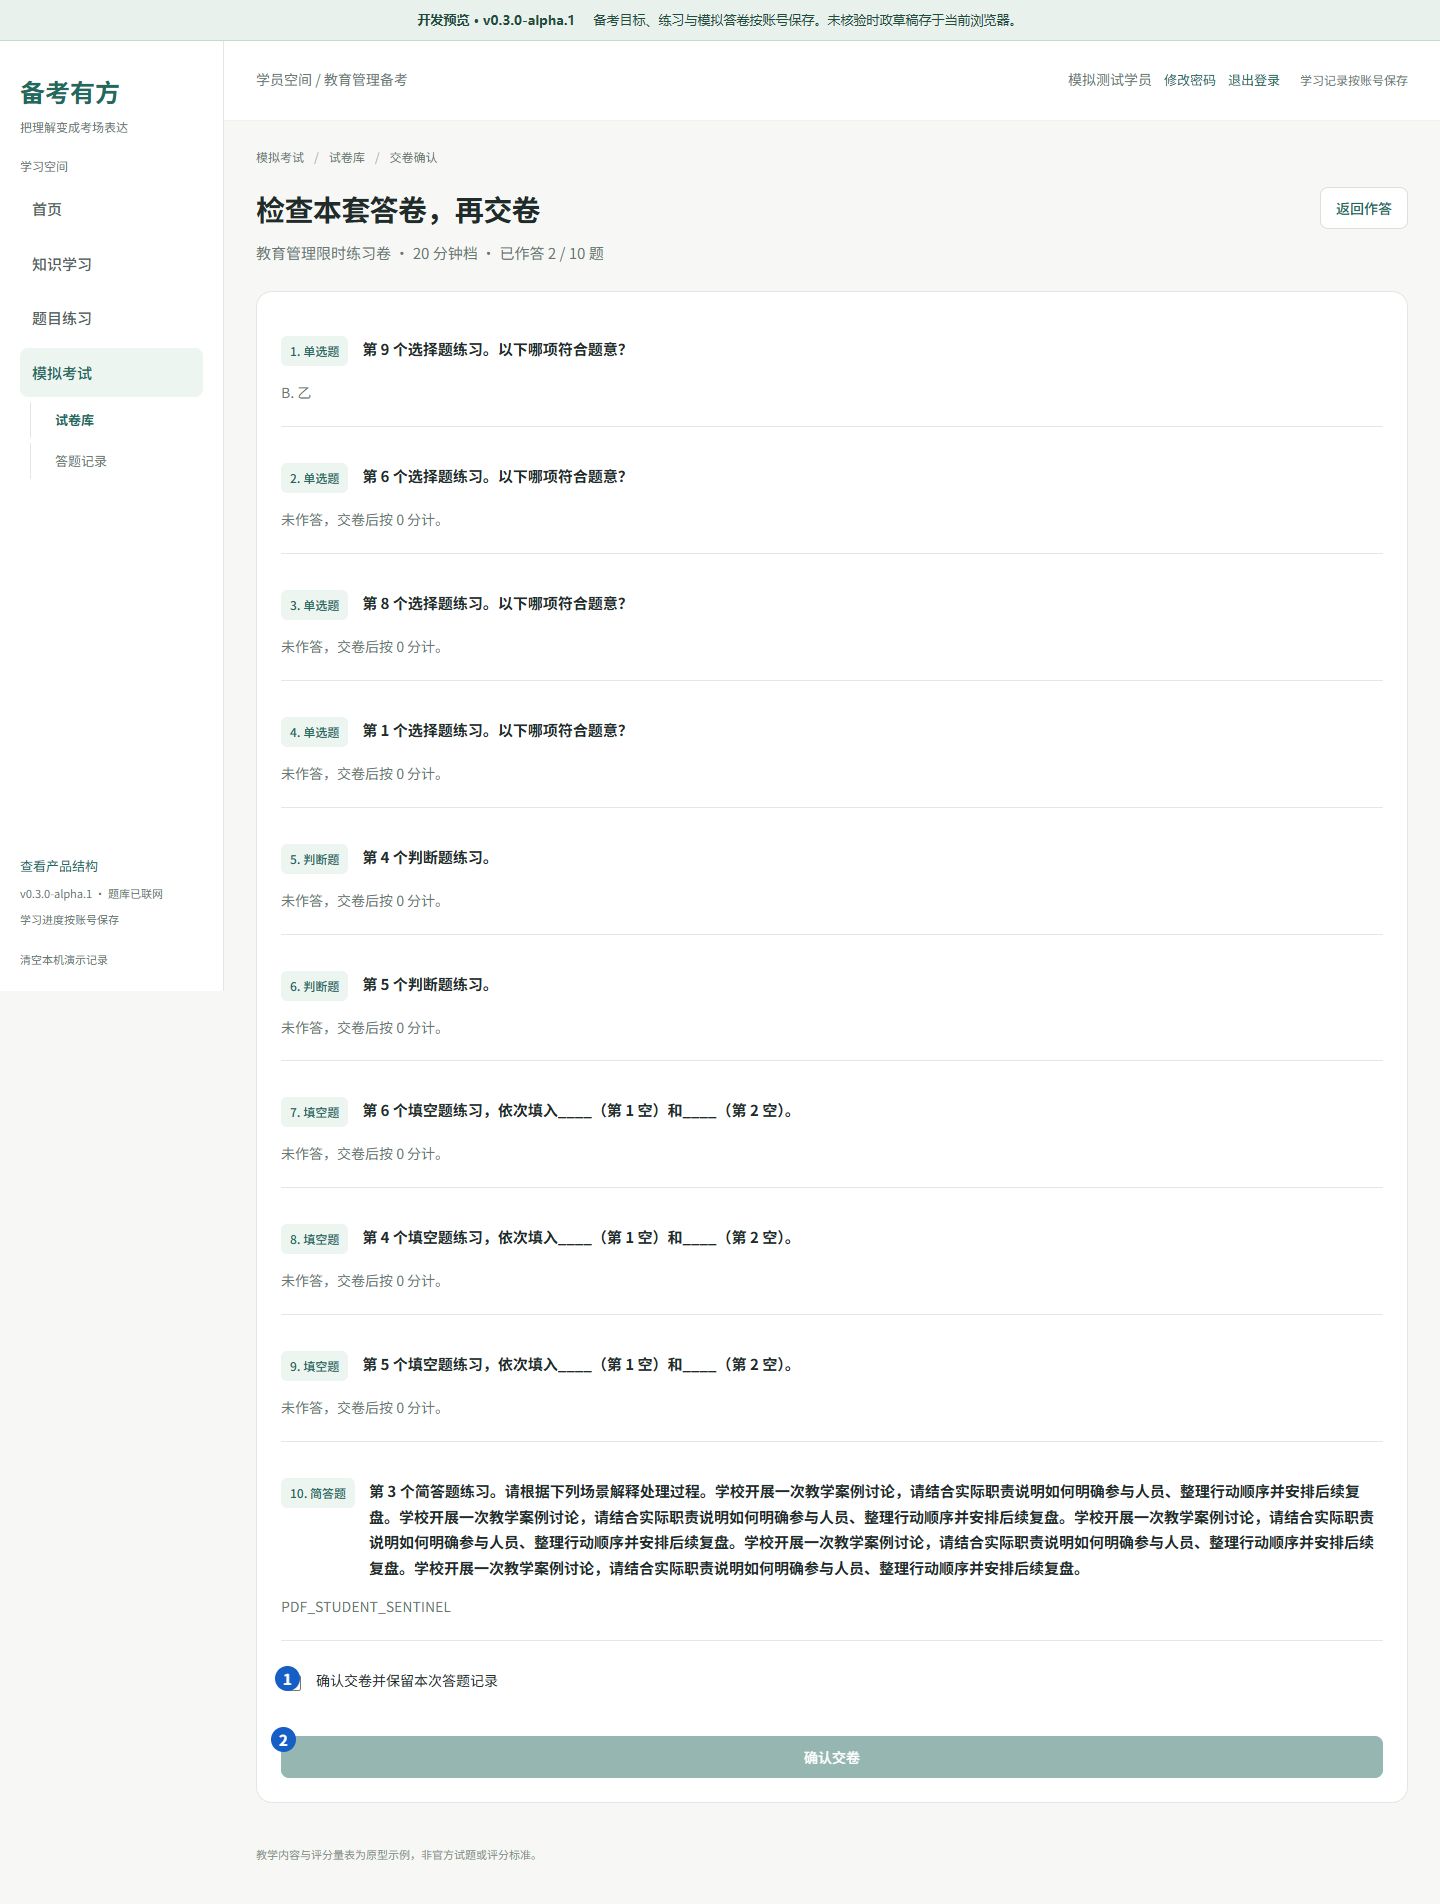 开发预览 • v0.3.0-alpha.1 备考目标、练习与模拟答卷按账号保存。未核验时政草稿存于当前浏览器。
备考有方
把理解变成考场表达
学习空间
首页
知识学习
题目练习
模拟考试
试卷库
答题记录
查看产品结构
v0.3.0-alpha.1 · 题库已联网
学习进度按账号保存
清空本机演示记录
学员空间 / 教育管理备考
模拟测试学员 修改密码 退出登录 学习记录按账号保存
模拟考试 / 试卷库 / 交卷确认
检查本套答卷，再交卷
返回作答
教育管理限时练习卷 · 20 分钟档 · 已作答 2 / 10 题
1. 单选题 第 9 个选择题练习。以下哪项符合题意？
B. 乙
2. 单选题 第 6 个选择题练习。以下哪项符合题意？
未作答，交卷后按 0 分计。
3. 单选题 第 8 个选择题练习。以下哪项符合题意？
未作答，交卷后按 0 分计。
4. 单选题 第 1 个选择题练习。以下哪项符合题意？
未作答，交卷后按 0 分计。
5. 判断题 第 4 个判断题练习。
未作答，交卷后按 0 分计。
6. 判断题 第 5 个判断题练习。
未作答，交卷后按 0 分计。
7. 填空题 第 6 个填空题练习，依次填入____（第 1 空）和____（第 2 空）。
未作答，交卷后按 0 分计。
8. 填空题 第 4 个填空题练习，依次填入____（第 1 空）和____（第 2 空）。
未作答，交卷后按 0 分计。
9. 填空题 第 5 个填空题练习，依次填入____（第 1 空）和____（第 2 空）。
未作答，交卷后按 0 分计。
10. 简答题 第 3 个简答题练习。请根据下列场景解释处理过程。学校开展一次教学案例讨论，请结合实际职责说明如何明确参与人员、整理行动顺序并安排后续复
盘。学校开展一次教学案例讨论，请结合实际职责说明如何明确参与人员、整理行动顺序并安排后续复盘。学校开展一次教学案例讨论，请结合实际职责
说明如何明确参与人员、整理行动顺序并安排后续复盘。学校开展一次教学案例讨论，请结合实际职责说明如何明确参与人员、整理行动顺序并安排后续
复盘。学校开展一次教学案例讨论，请结合实际职责说明如何明确参与人员、整理行动顺序并安排后续复盘。
PDF_STUDENT_SENTINEL
1 确认交卷并保留本次答题记录
2
确认交卷
教学内容与评分量表为原型示例，非官方试题或评分标准。